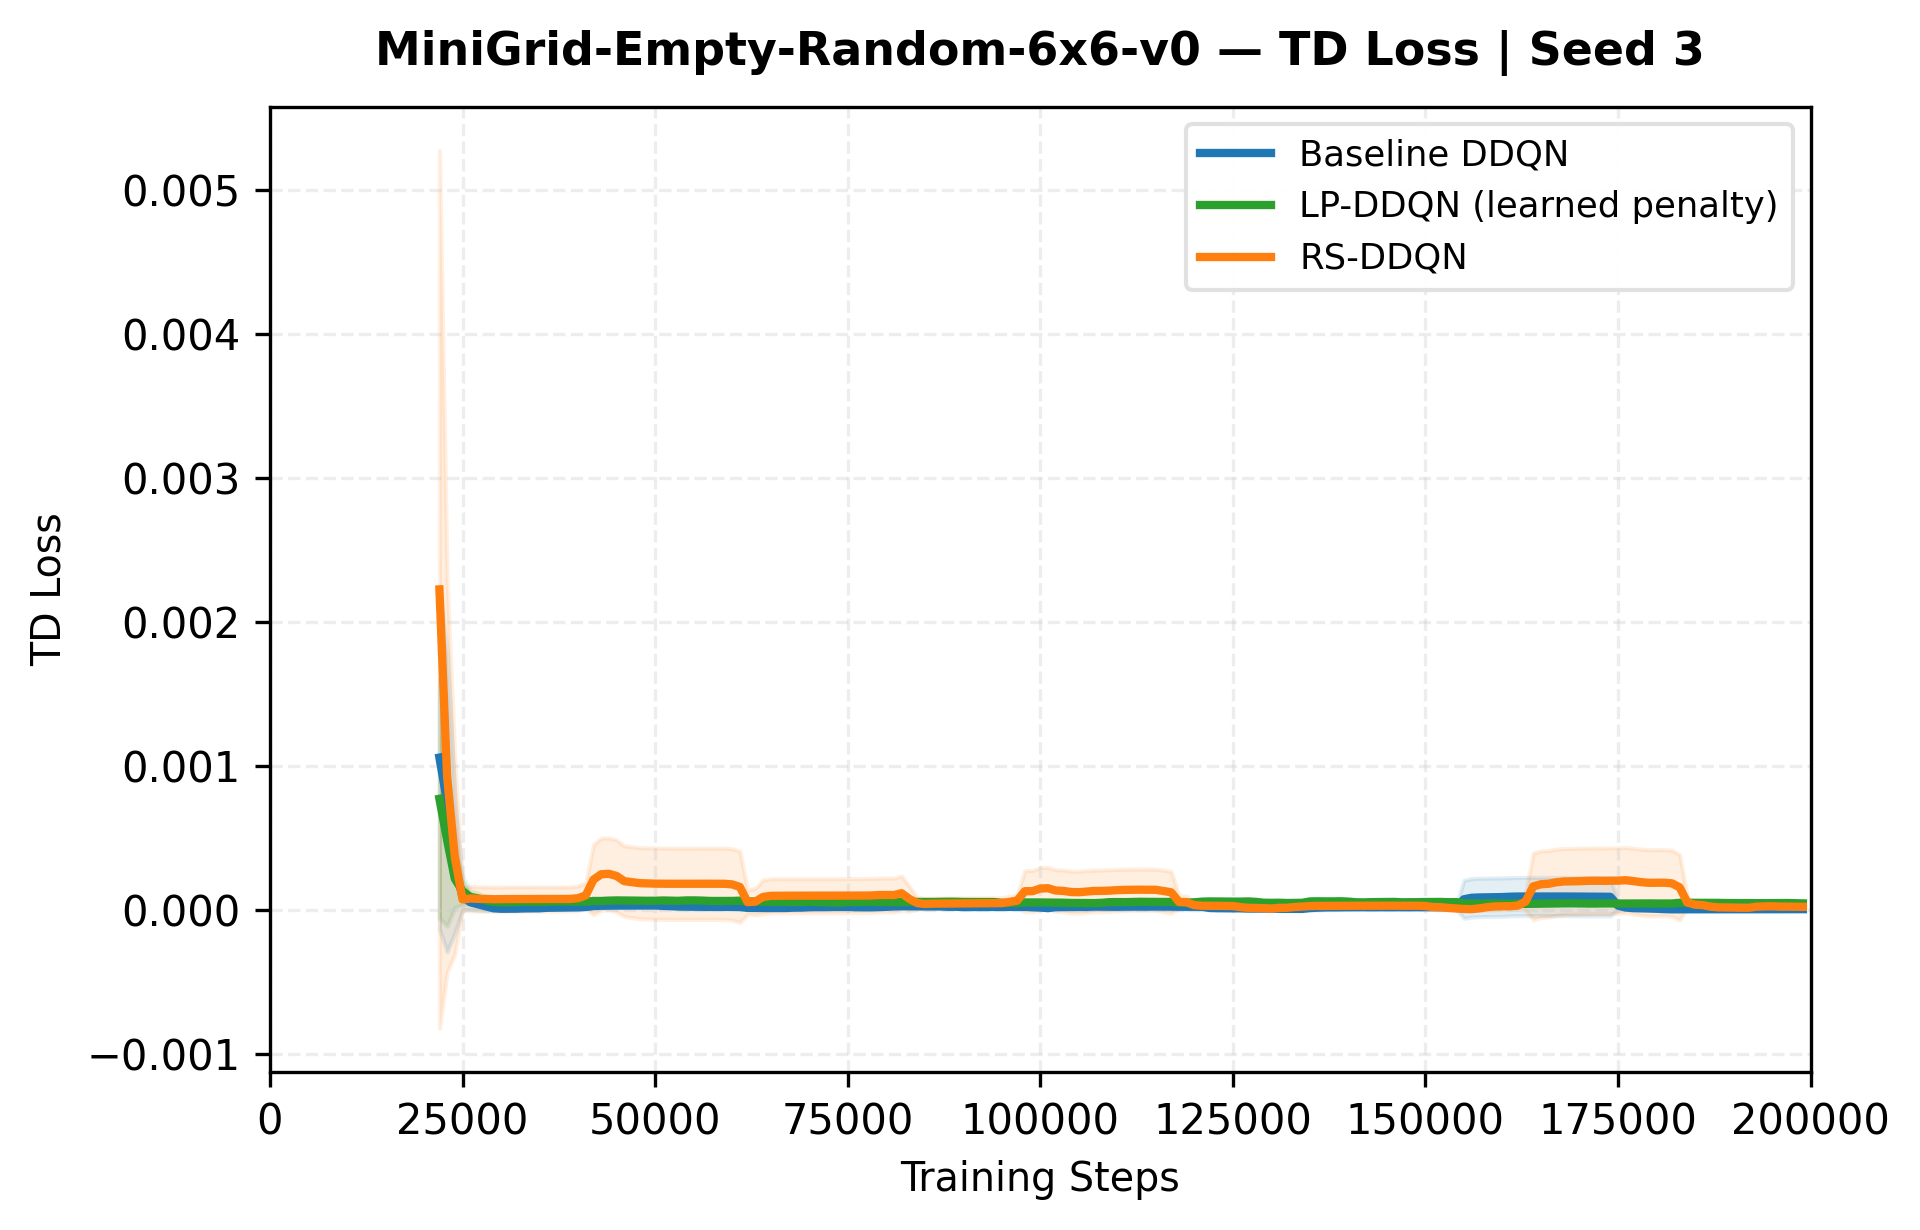 MiniGrid-Empty-Random-6x6-v0 — TD Loss | Seed 3
Baseline DDQN
LP-DDQN (learned penalty)
RS-DDQN
TD Loss
0.005
0.004
0.003
0.002
0.001
0.000
−0.001
0 25000 50000 75000 100000 125000 150000 175000 200000
Training Steps